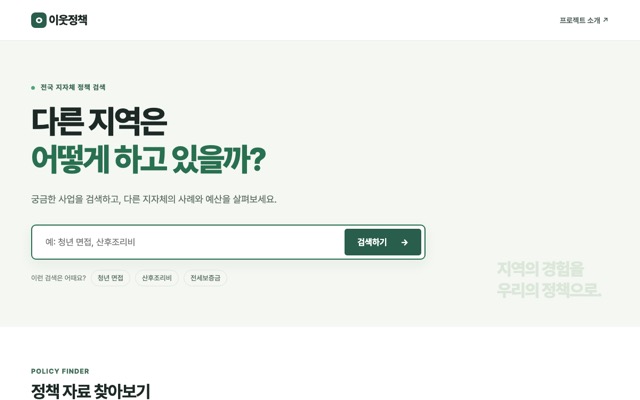 이웃정책
프로젝트 소개 ↗
전국 지자체 정책 검색
다른 지역은
어떻게 하고 있을까?
궁금한 사업을 검색하고, 다른 지자체의 사례와 예산을 살펴보세요.
예: 청년 면접, 산후조리비
검색하기 →
이런 검색은 어때요? 청년 면접 산후조리비 전세보증금
지역의 경험을
우리의 정책으로.
POLICY FINDER
정책 자료 찾아보기